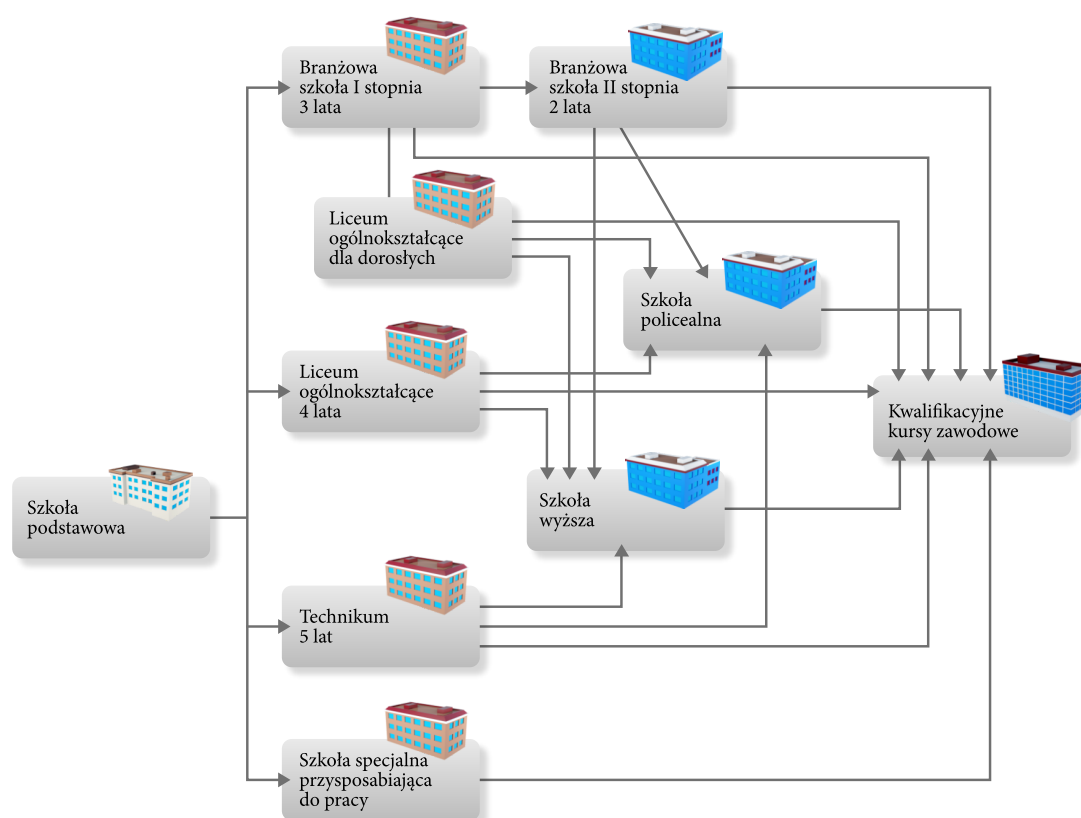 Branżowa
szkoła I stopnia
3 lata
Branżowa
szkoła II stopnia
2 lata
Liceum
ogólnokształcące
dla dorosłych
Szkoła
policealna
Liceum
ogólnokształcące
4 lata
Kwalifikacyjne
kursy zawodowe
Szkoła
podstawowa
Szkoła
wyższa
Technikum
5 lat
Szkoła specjalna
przysposabiająca
do pracy